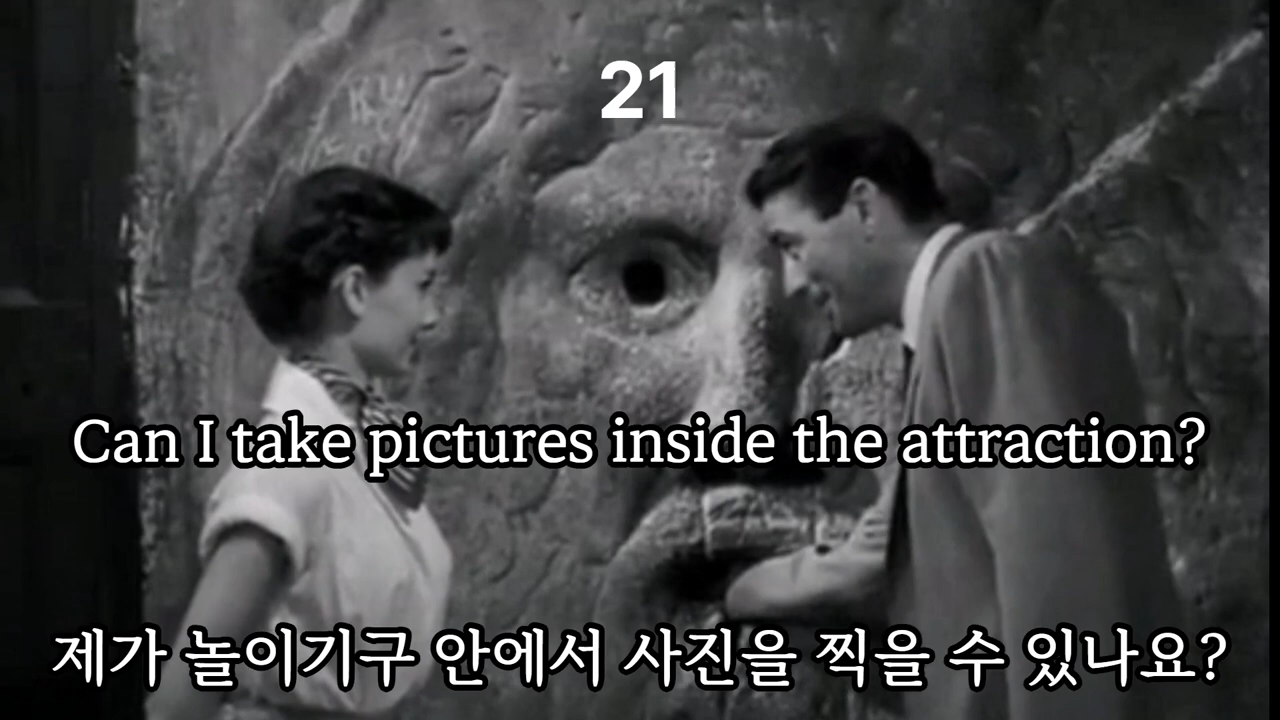 21
Can I take pictures inside the attraction?
제가 놀이기구 안에서 사진을 찍을 수 있나요?